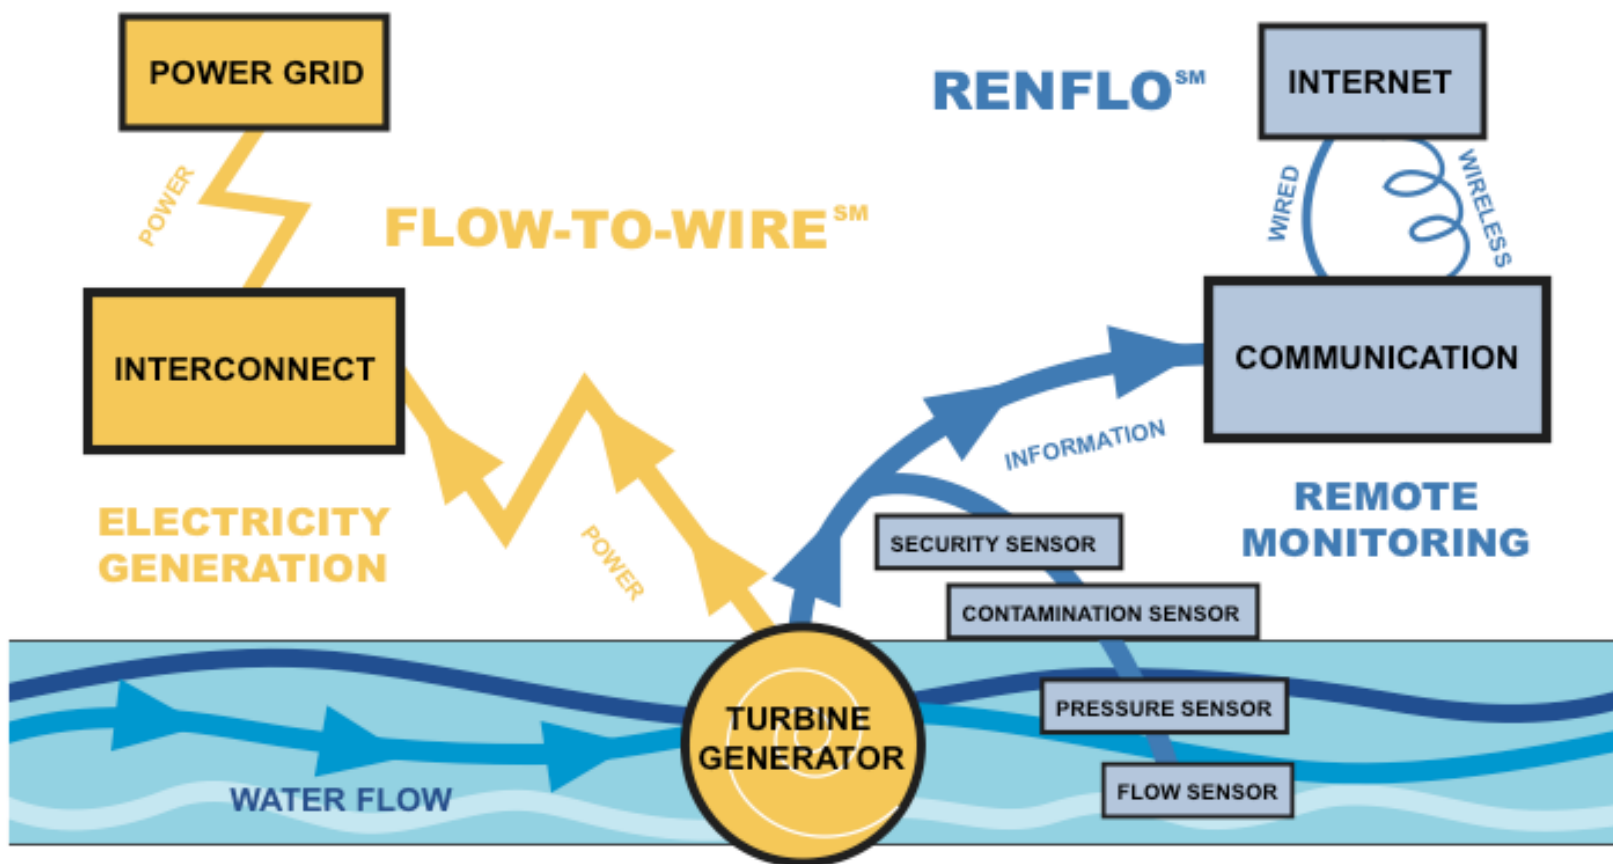 POWER GRID
POWER
FLOW-TO-WIRE℠
INTERCONNECT
ELECTRICITY
GENERATION
POWER
RENFLO℠
INTERNET
WIRED
WIRELESS
COMMUNICATION
INFORMATION
REMOTE
MONITORING
SECURITY SENSOR
CONTAMINATION SENSOR
PRESSURE SENSOR
FLOW SENSOR
TURBINE
GENERATOR
WATER FLOW